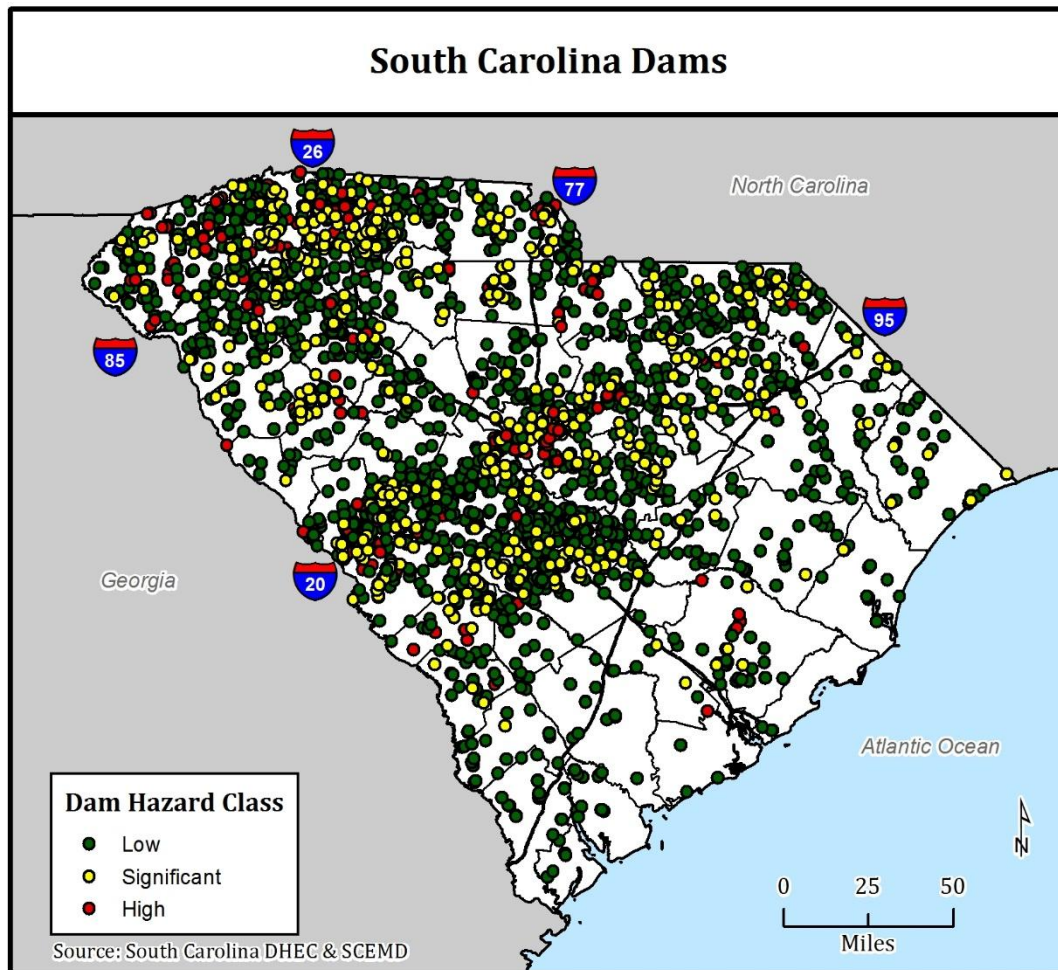 South Carolina Dams
26
77
North Carolina
95
85
Georgia
20
Atlantic Ocean
Dam Hazard Class
Low
Significant
High
N
0 25 50
Miles
Source: South Carolina DHEC & SCEMD